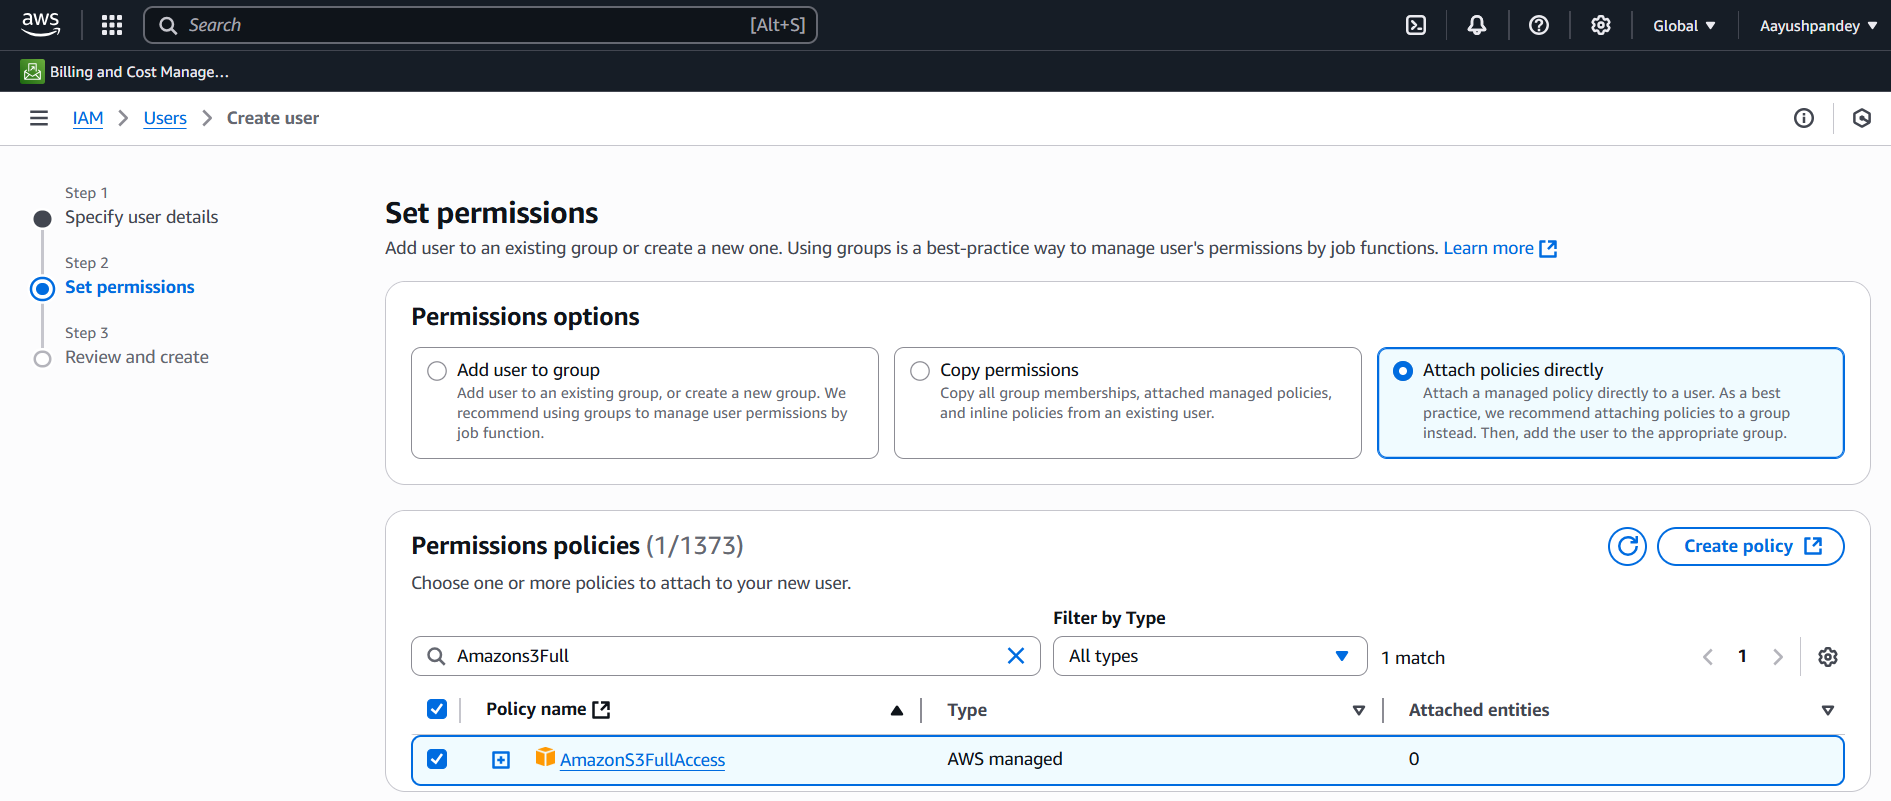 aws
Search [Alt+S]
Global
Aayushpandey
Billing and Cost Manage...
IAM > Users > Create user
Step 1
Specify user details
Step 2
Set permissions
Step 3
Review and create
Set permissions
Add user to an existing group or create a new one. Using groups is a best-practice way to manage user's permissions by job functions. Learn more
Permissions options
Add user to group
Add user to an existing group, or create a new group. We
recommend using groups to manage user permissions by
job function.
Copy permissions
Copy all group memberships, attached managed policies,
and inline policies from an existing user.
Attach policies directly
Attach a managed policy directly to a user. As a best
practice, we recommend attaching policies to a group
instead. Then, add the user to the appropriate group.
Permissions policies (1/1373)
Create policy
Choose one or more policies to attach to your new user.
Filter by Type
Amazons3Full
All types
1 match
1
Policy name
Type
Attached entities
AmazonS3FullAccess
AWS managed
0